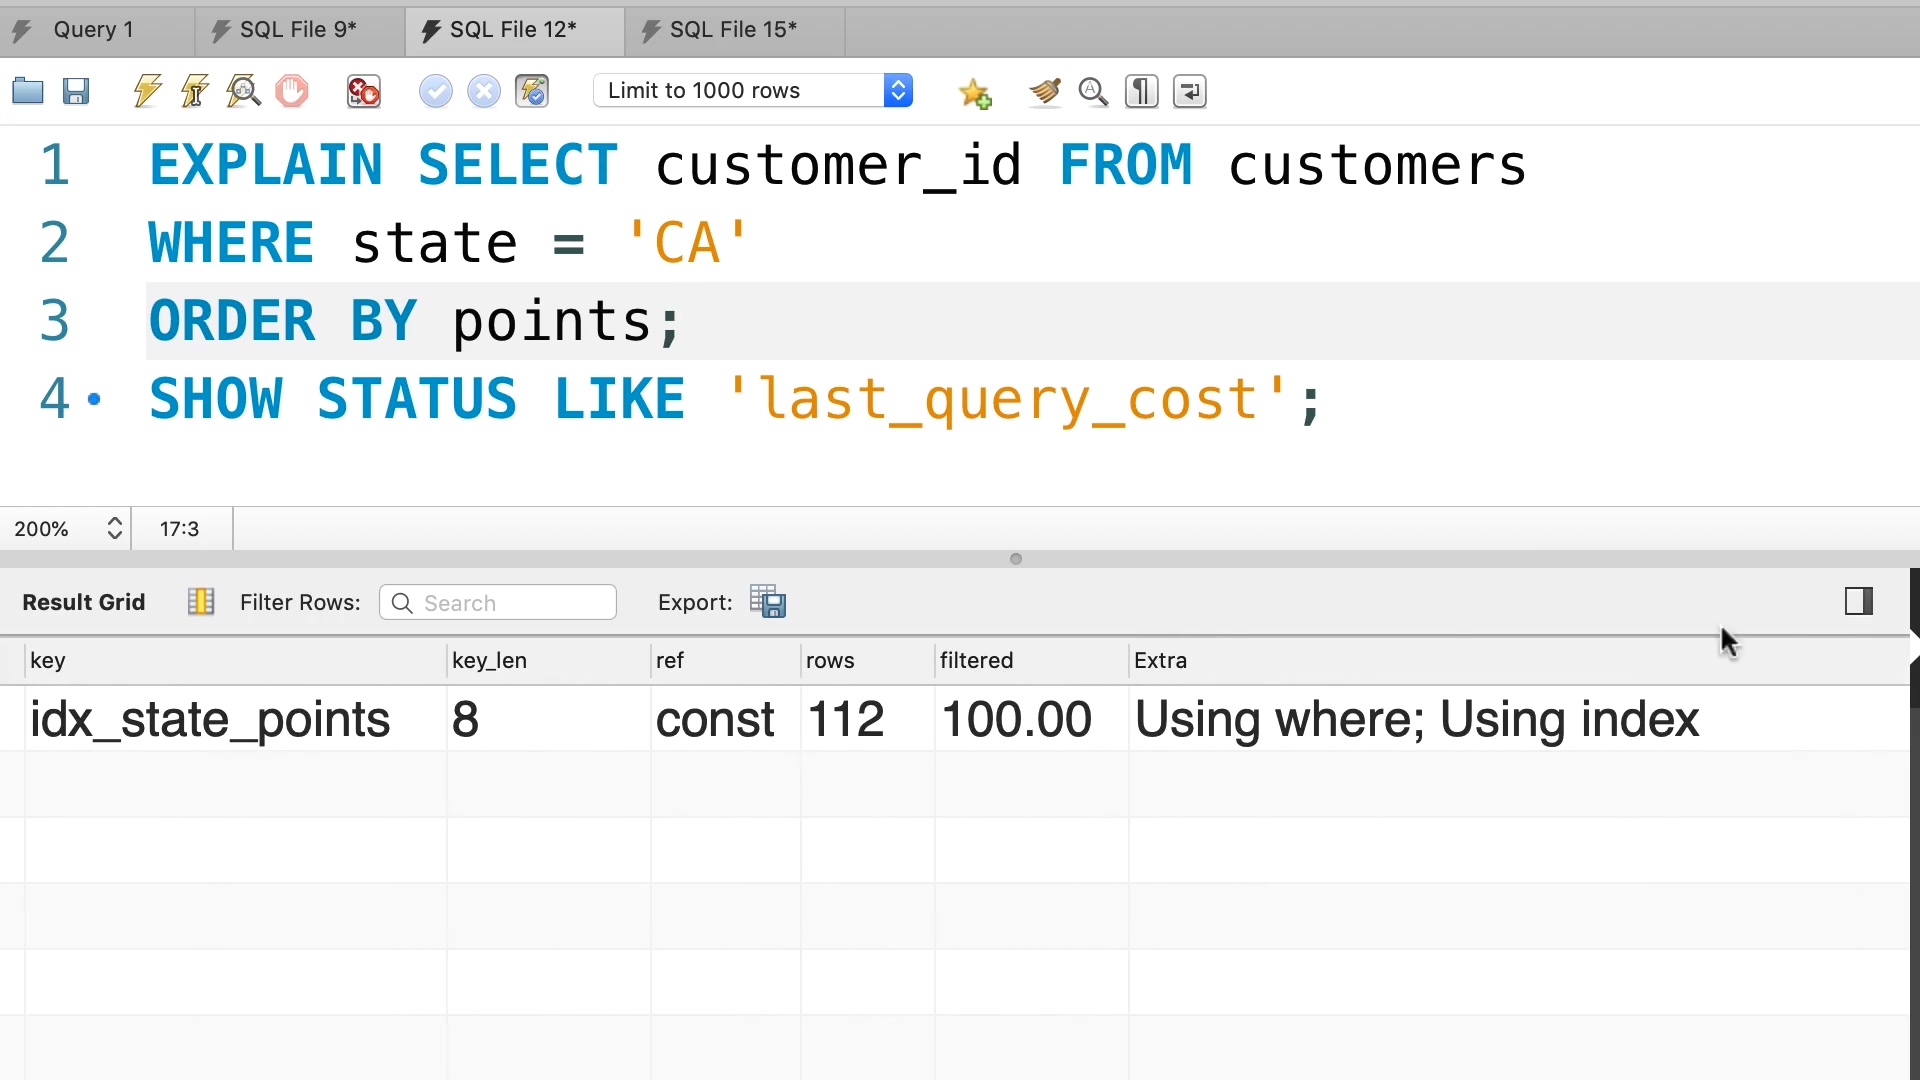 Query 1 SQL File 9* SQL File 12* SQL File 15*
Limit to 1000 rows
1 EXPLAIN SELECT customer_id FROM customers
2 WHERE state = 'CA'
3 ORDER BY points;
4 SHOW STATUS LIKE 'last_query_cost';
200% 17:3
Result Grid Filter Rows: Search Export:
key key_len ref rows filtered Extra
idx_state_points 8 const 112 100.00 Using where; Using index